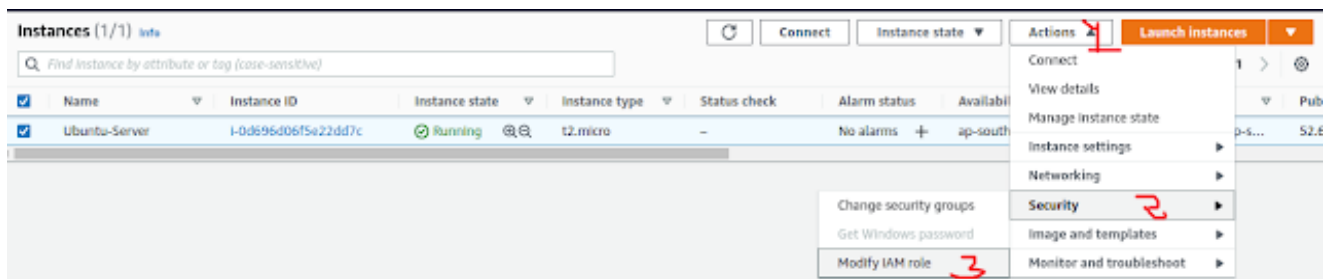 Instances (1/1) Info
Connect
Instance state
Actions 1
Launch instances
Find instance by attribute or tag (case-sensitive)
1
Name
Instance ID
Instance state
Instance type
Status check
Alarm status
Availabil
Pub
Ubuntu-Server
i-0d696d06f5e22dd7c
Running
t2.micro
–
No alarms +
ap-south
p-s...
52.6
Connect
View details
Manage instance state
Instance settings
Networking
Security 2
Image and templates
Monitor and troubleshoot
Change security groups
Get Windows password
Modify IAM role 3